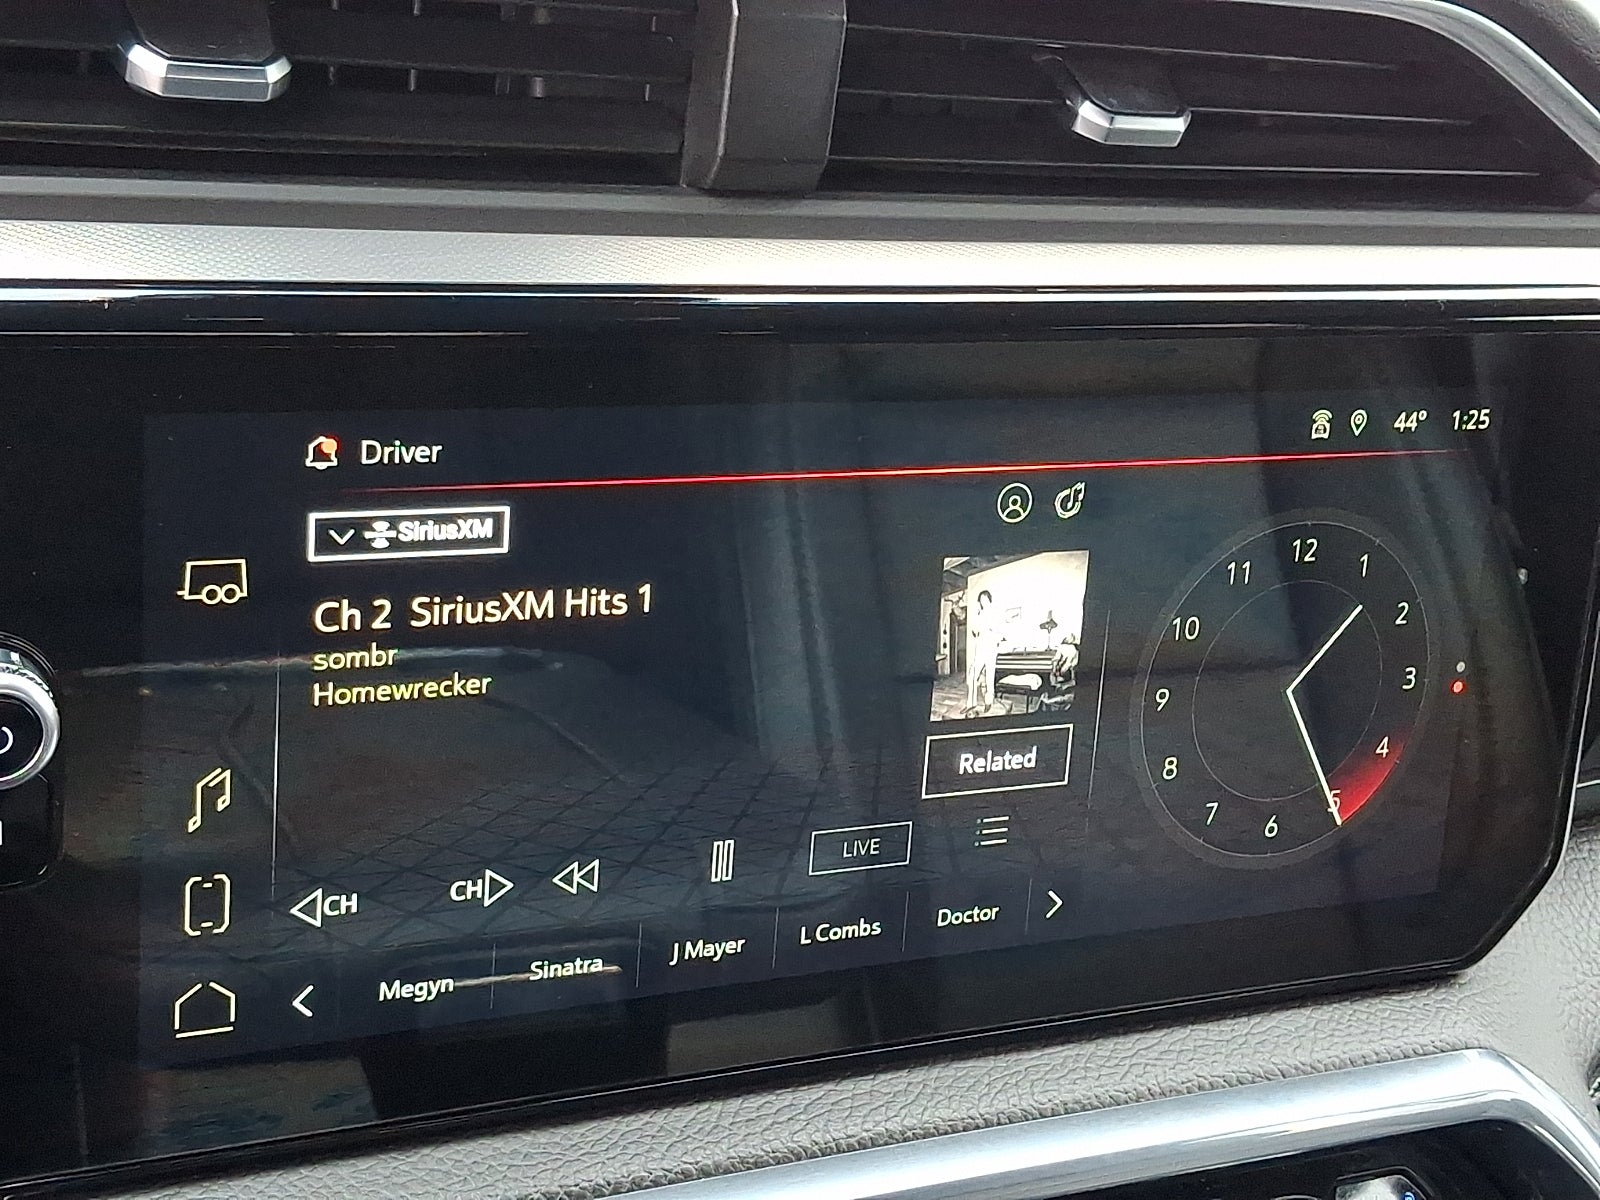 Driver
44° 1:25
SiriusXM
Ch 2 SiriusXM Hits 1
sombr
Homewrecker
Related
12
1
2
3
4
5
6
7
8
9
10
11
CH
CH
LIVE
Megyn
Sinatra
J Mayer
L Combs
Doctor